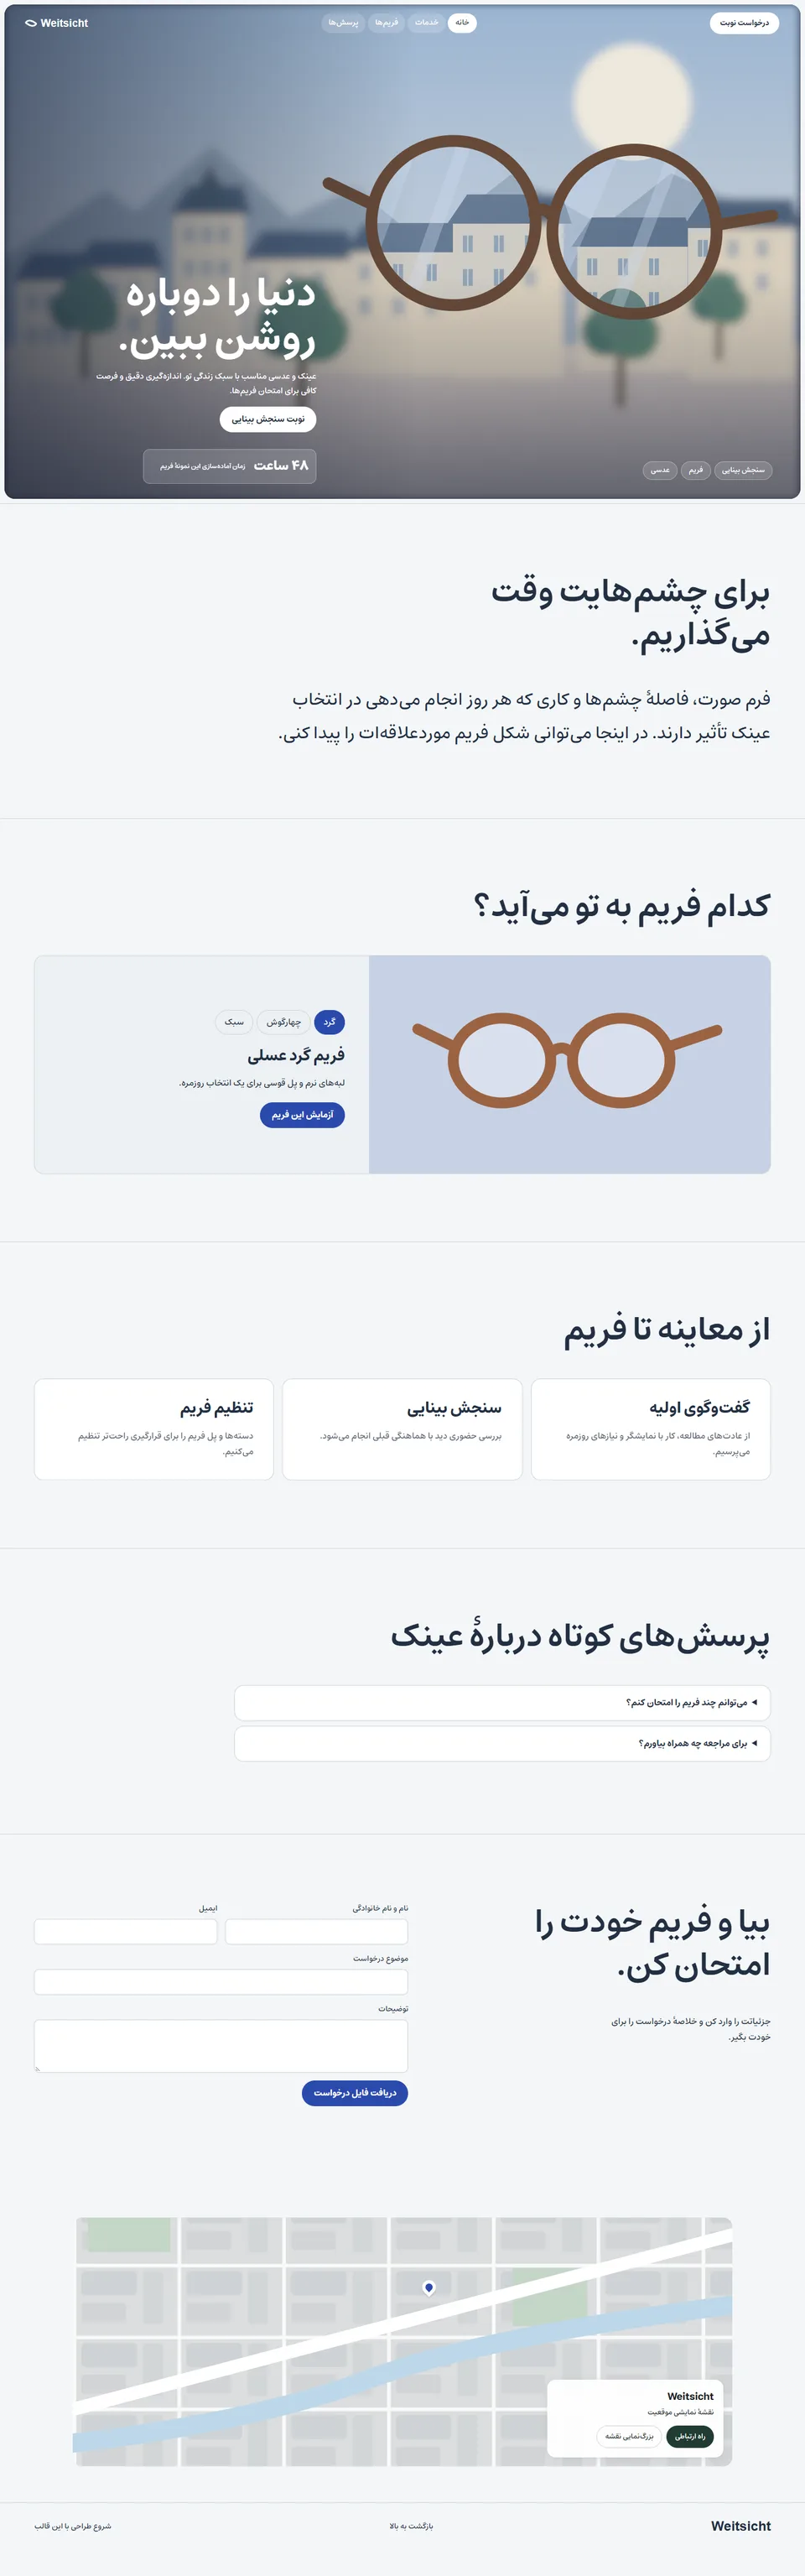 درخواست نوبت
خانه
خدمات
فریم‌ها
پرسش‌ها
Weitsicht
دنیا را دوباره
روشن ببین.
عینک و عدسی مناسب با سبک زندگی تو. اندازه‌گیری دقیق و فرصت
کافی برای امتحان فریم‌ها.
نوبت سنجش بینایی
۴۸ ساعت
زمان آماده‌سازی این نمونهٔ فریم
سنجش بینایی
فریم
عدسی
برای چشم‌هایت وقت
می‌گذاریم.
فرم صورت، فاصلهٔ چشم‌ها و کاری که هر روز انجام می‌دهی در انتخاب
عینک تأثیر دارند. در اینجا می‌توانی شکل فریم موردعلاقه‌ات را پیدا کنی.
کدام فریم به تو می‌آید؟
گرد
چهارگوش
سبک
فریم گرد عسلی
لبه‌های نرم و پل قوسی برای یک انتخاب روزمره.
آزمایش این فریم
از معاینه تا فریم
گفت‌وگوی اولیه
از عادت‌های مطالعه، کار با نمایشگر و نیازهای روزمره
می‌پرسیم.
سنجش بینایی
بررسی حضوری دید با هماهنگی قبلی انجام می‌شود.
تنظیم فریم
دسته‌ها و پل فریم را برای قرارگیری راحت‌تر تنظیم
می‌کنیم.
پرسش‌های کوتاه دربارهٔ عینک
می‌توانم چند فریم را امتحان کنم؟
برای مراجعه چه همراه بیاورم؟
بیا و فریم خودت را
امتحان کن.
جزئیاتت را وارد کن و خلاصهٔ درخواست را برای
خودت بگیر.
نام و نام خانوادگی
ایمیل
موضوع درخواست
توضیحات
دریافت فایل درخواست
Weitsicht
نقشهٔ نمایشی موقعیت
راه ارتباطی
بزرگ‌نمایی نقشه
Weitsicht
بازگشت به بالا
شروع طراحی با این قالب